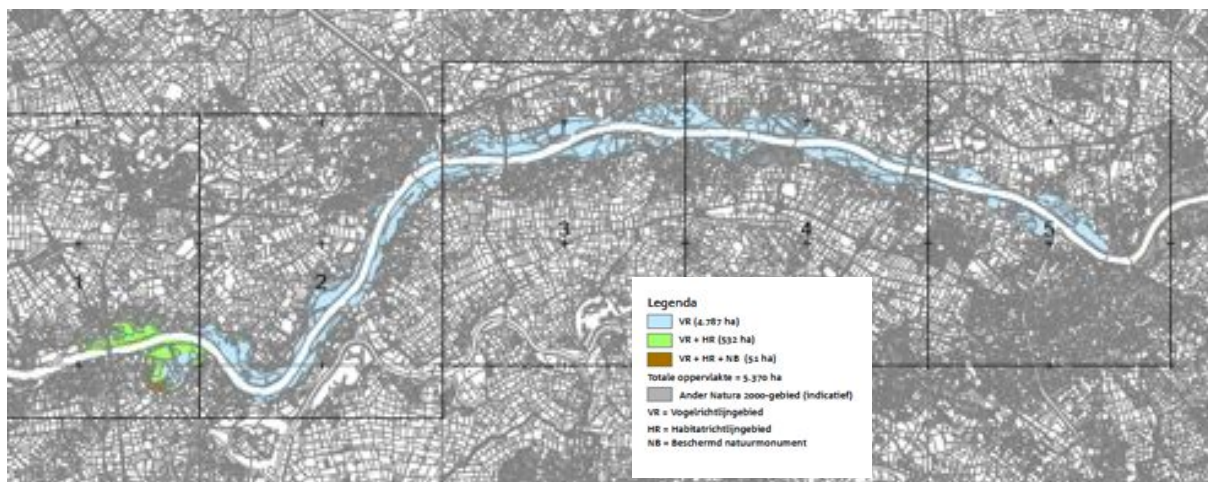 1
2
3
4
5
Legenda
VR (4.787 ha)
VR + HR (532 ha)
VR + HR + NB (51 ha)
Totale oppervlakte = 5.370 ha
Ander Natura 2000-gebied (indicatief)
VR = Vogelrichtlijngebied
HR = Habitatrichtlijngebied
NB = Beschermd natuurmonument